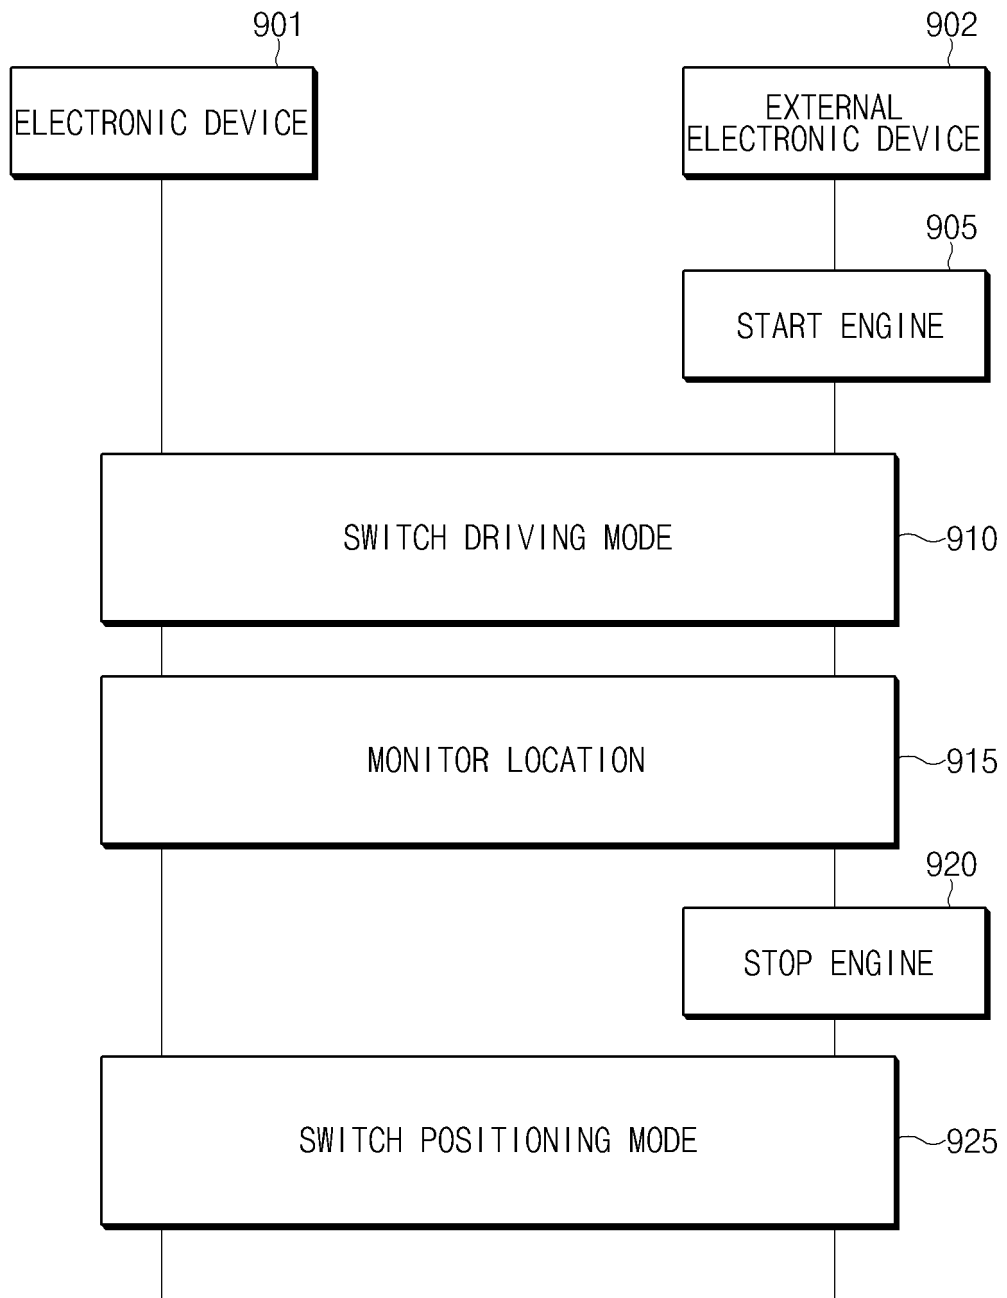 901
902
ELECTRONIC DEVICE
EXTERNAL
ELECTRONIC DEVICE
905
START ENGINE
SWITCH DRIVING MODE
910
MONITOR LOCATION
915
920
STOP ENGINE
SWITCH POSITIONING MODE
925